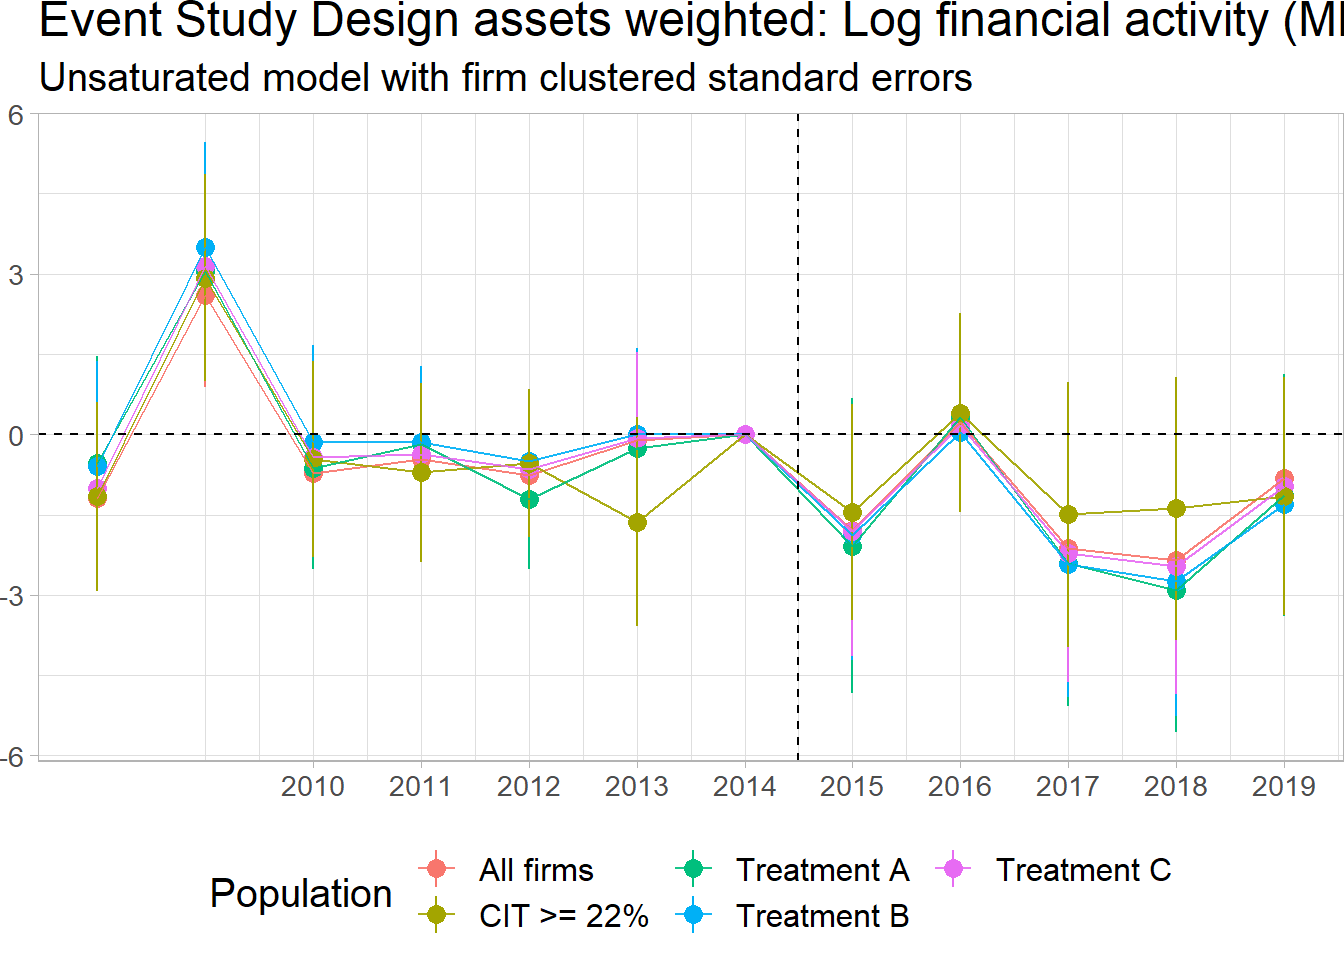 Event Study Design assets weighted: Log financial activity (M
Unsaturated model with firm clustered standard errors
6
3
0
-3
-6
2010 2011 2012 2013 2014 2015 2016 2017 2018 2019
Population
All firms Treatment A Treatment C
CIT >= 22% Treatment B